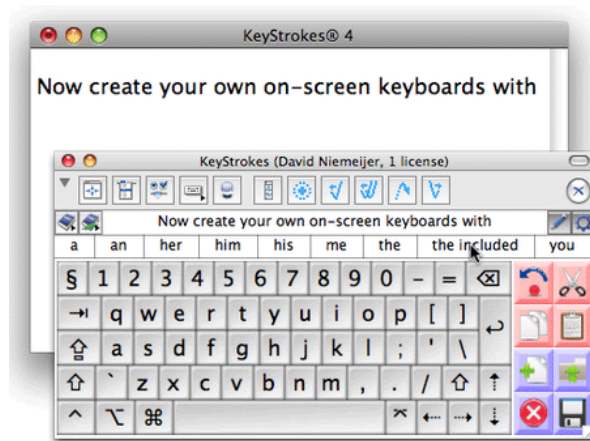 KeyStrokes® 4
Now create your own on-screen keyboards with
KeyStrokes (David Niemeijer, 1 license)
Now create your own on-screen keyboards with
a an her him his me the the included you
§ 1 2 3 4 5 6 7 8 9 0 - = ⌫
⇥ q w e r t y u i o p [ ] ↩
⇪ a s d f g h j k l ; ' \
⇧ ` z x c v b n m , . / ⇧ ⇡
^ ⌥ ⌘ ⌤ ⇠ ⇢ ⇣